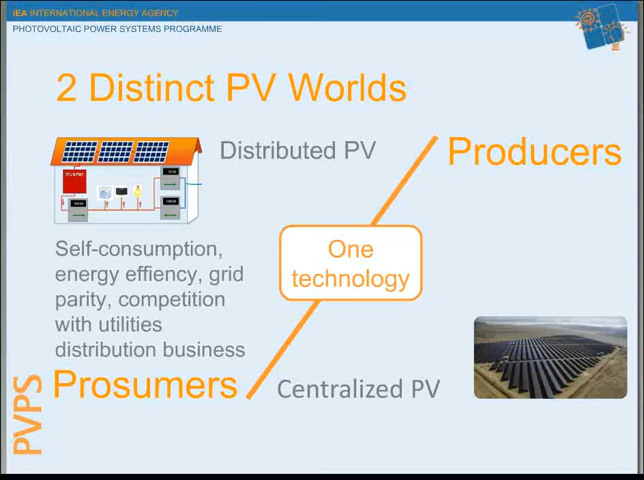 IEA INTERNATIONAL ENERGY AGENCY
PHOTOVOLTAIC POWER SYSTEMS PROGRAMME
2 Distinct PV Worlds
Distributed PV
Producers
Inverter
Self-consumption,
energy effiency, grid
parity, competition
with utilities
distribution business
One
technology
Prosumers
Centralized PV
PVPS